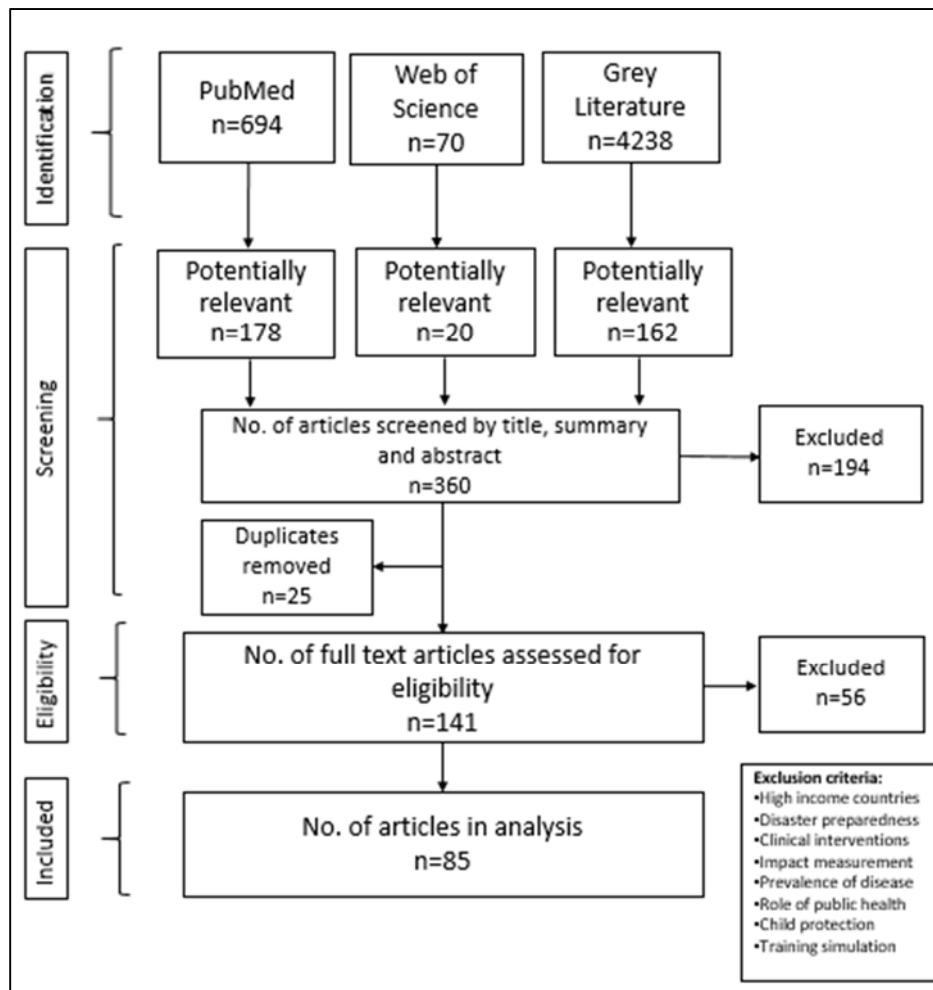 Identification
PubMed
n=694
Web of
Science
n=70
Grey
Literature
n=4238
Screening
Potentially
relevant
n=178
Potentially
relevant
n=20
Potentially
relevant
n=162
No. of articles screened by title, summary
and abstract
n=360
Excluded
n=194
Duplicates
removed
n=25
Eligibility
No. of full text articles assessed for
eligibility
n=141
Excluded
n=56
Included
No. of articles in analysis
n=85
Exclusion criteria:
•High income countries
•Disaster preparedness
•Clinical interventions
•Impact measurement
•Prevalence of disease
•Role of public health
•Child protection
•Training simulation